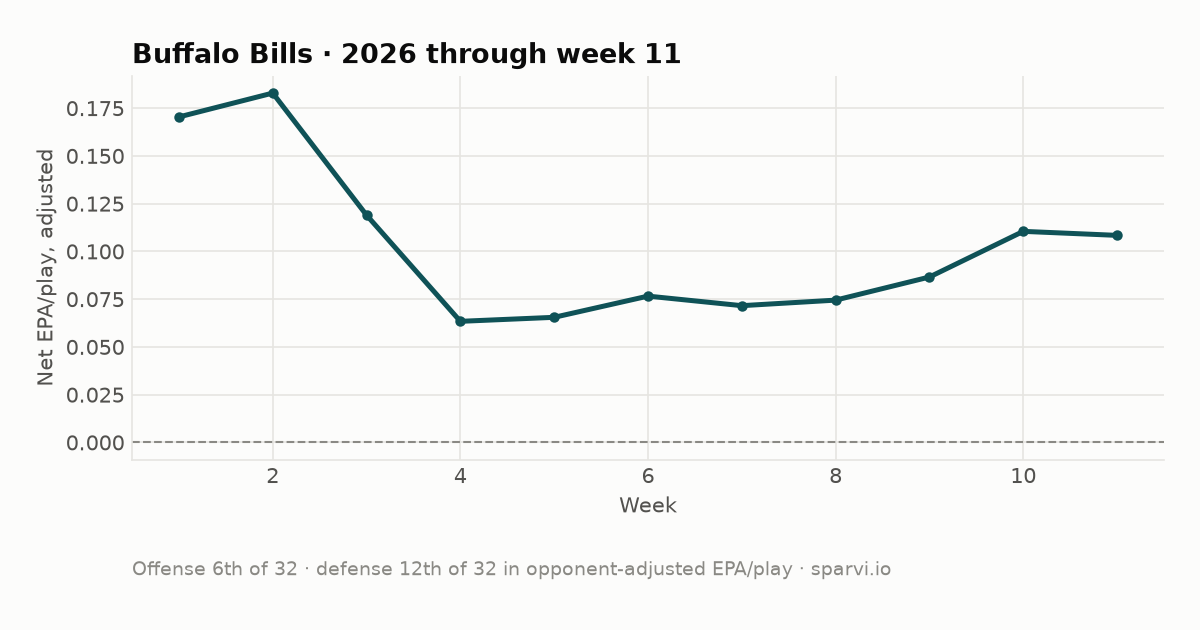 Buffalo Bills · 2026 through week 11
Net EPA/play, adjusted
0.175
0.150
0.125
0.100
0.075
0.050
0.025
0.000
2 4 6 8 10
Week
Offense 6th of 32 · defense 12th of 32 in opponent-adjusted EPA/play · sparvi.io